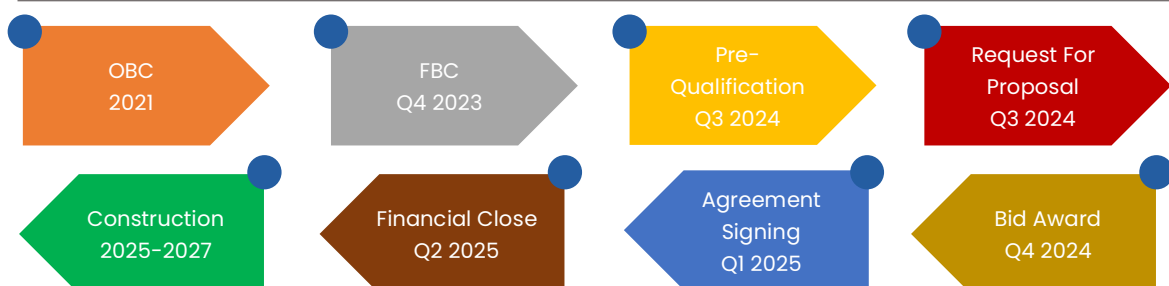 OBC
2021
FBC
Q4 2023
Pre-
Qualification
Q3 2024
Request For
Proposal
Q3 2024
Construction
2025-2027
Financial Close
Q2 2025
Agreement
Signing
Q1 2025
Bid Award
Q4 2024